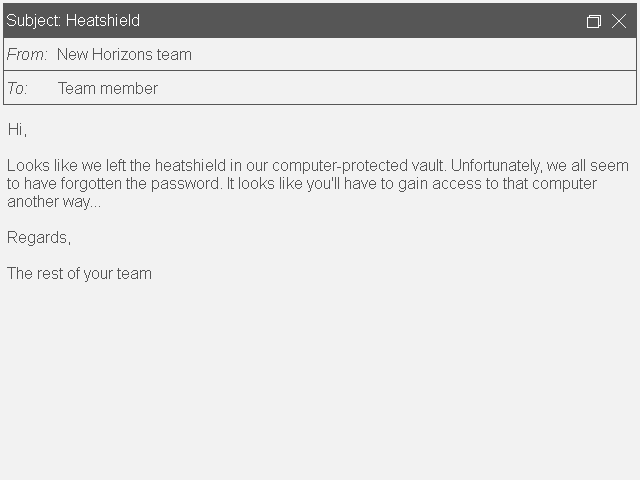 Subject: Heatshield
From: New Horizons team
To: Team member
Hi,
Looks like we left the heatshield in our computer-protected vault. Unfortunately, we all seem
to have forgotten the password. It looks like you'll have to gain access to that computer
another way...
Regards,
The rest of your team